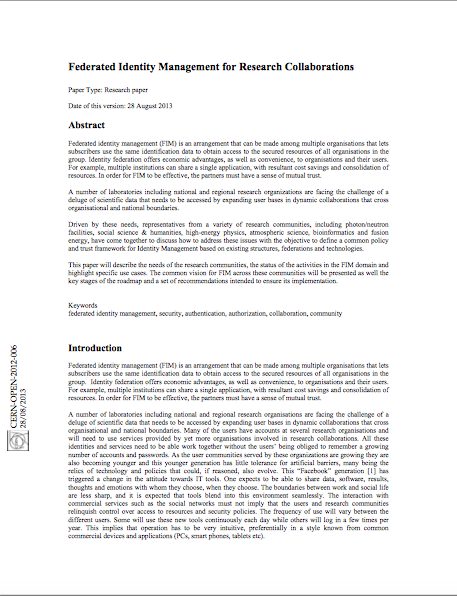 Federated Identity Management for Research Collaborations
Paper Type: Research paper
Date of this version: 28 August 2013
Abstract
Federated identity management (FIM) is an arrangement that can be made among multiple organisations that lets
subscribers use the same identification data to obtain access to the secured resources of all organisations in the
group. Identity federation offers economic advantages, as well as convenience, to organisations and their users.
For example, multiple institutions can share a single application, with resultant cost savings and consolidation of
resources. In order for FIM to be effective, the partners must have a sense of mutual trust.
A number of laboratories including national and regional research organizations are facing the challenge of a
deluge of scientific data that needs to be accessed by expanding user bases in dynamic collaborations that cross
organisational and national boundaries.
Driven by these needs, representatives from a variety of research communities, including photon/neutron
facilities, social science & humanities, high-energy physics, atmospheric science, bioinformatics and fusion
energy, have come together to discuss how to address these issues with the objective to define a common policy
and trust framework for Identity Management based on existing structures, federations and technologies.
This paper will describe the needs of the research communities, the status of the activities in the FIM domain and
highlight specific use cases. The common vision for FIM across these communities will be presented as well the
key stages of the roadmap and a set of recommendations intended to ensure its implementation.
Keywords
federated identity management, security, authentication, authorization, collaboration, community
Introduction
Federated identity management (FIM) is an arrangement that can be made among multiple organisations that lets
subscribers use the same identification data to obtain access to the secured resources of all organisations in the
group. Identity federation offers economic advantages, as well as convenience, to organisations and their users.
For example, multiple institutions can share a single application, with resultant cost savings and consolidation of
resources. In order for FIM to be effective, the partners must have a sense of mutual trust.
A number of laboratories including national and regional research organisations are facing the challenge of a
deluge of scientific data that needs to be accessed by expanding user bases in dynamic collaborations that cross
organisational and national boundaries. Many of the users have accounts at several research organisations and
will need to use services provided by yet more organisations involved in research collaborations. All these
identities and services need to be able work together without the users' being obliged to remember a growing
number of accounts and passwords. As the user communities served by these organizations are growing they are
also becoming younger and this younger generation has little tolerance for artificial barriers, many being the
relics of technology and policies that could, if reasoned, also evolve. This "Facebook" generation [1] has
triggered a change in the attitude towards IT tools. One expects to be able to share data, software, results,
thoughts and emotions with whom they choose, when they choose. The boundaries between work and social life
are less sharp, and it is expected that tools blend into this environment seamlessly. The interaction with
commercial services such as the social networks must not imply that the users and research communities
relinquish control over access to resources and security policies. The frequency of use will vary between the
different users. Some will use these new tools continuously each day while others will log in a few times per
year. This implies that operation has to be very intuitive, preferentially in a style known from common
commercial devices and applications (PCs, smart phones, tablets etc).
CERN-OPEN-2012-006
28/08/2013